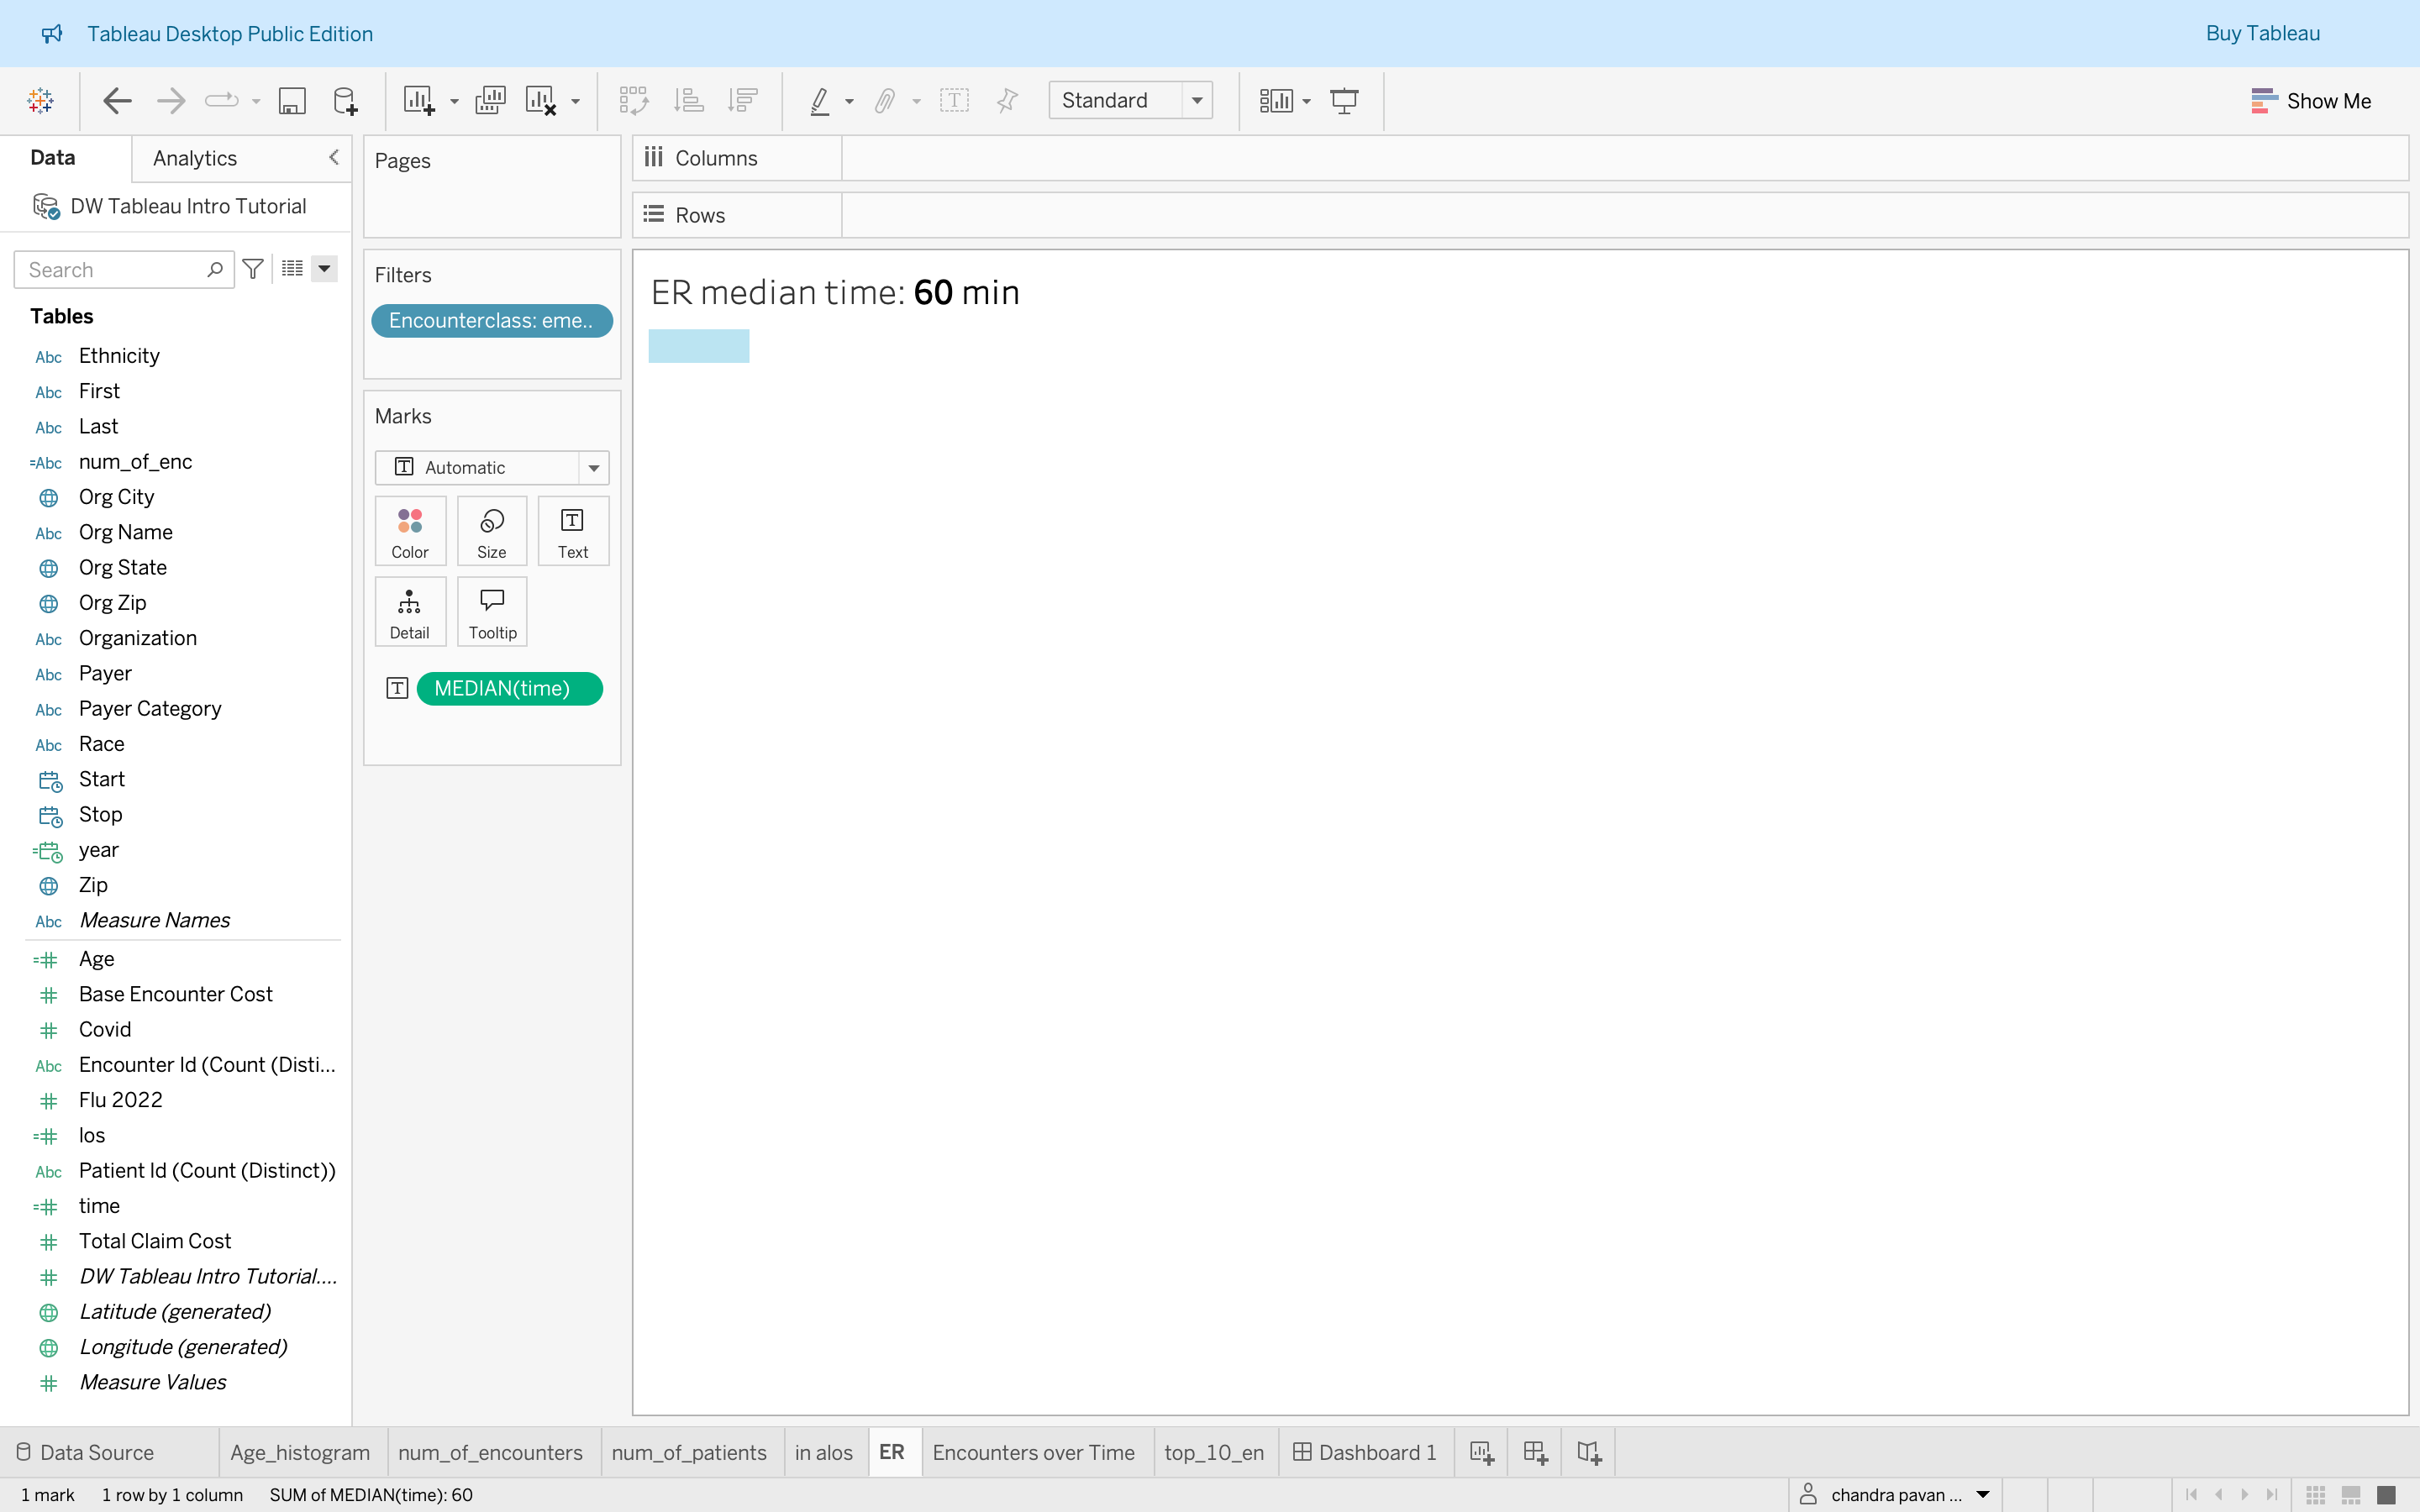 Tableau Desktop Public Edition
Buy Tableau
Standard
Show Me
Data
Analytics
DW Tableau Intro Tutorial
Search
Tables
Abc Ethnicity
Abc First
Abc Last
=Abc num_of_enc
Org City
Abc Org Name
Org State
Org Zip
Abc Organization
Abc Payer
Abc Payer Category
Abc Race
Start
Stop
year
Zip
Abc Measure Names
Age
Base Encounter Cost
Covid
Abc Encounter Id (Count (Disti...
Flu 2022
los
Abc Patient Id (Count (Distinct))
time
Total Claim Cost
DW Tableau Intro Tutorial....
Latitude (generated)
Longitude (generated)
Measure Values
Pages
Filters
Encounterclass: eme..
Marks
Automatic
Color
Size
Text
Detail
Tooltip
MEDIAN(time)
Columns
Rows
ER median time: 60 min
Data Source
Age_histogram
num_of_encounters
num_of_patients
in alos
ER
Encounters over Time
top_10_en
Dashboard 1
1 mark
1 row by 1 column
SUM of MEDIAN(time): 60
chandra pavan ...